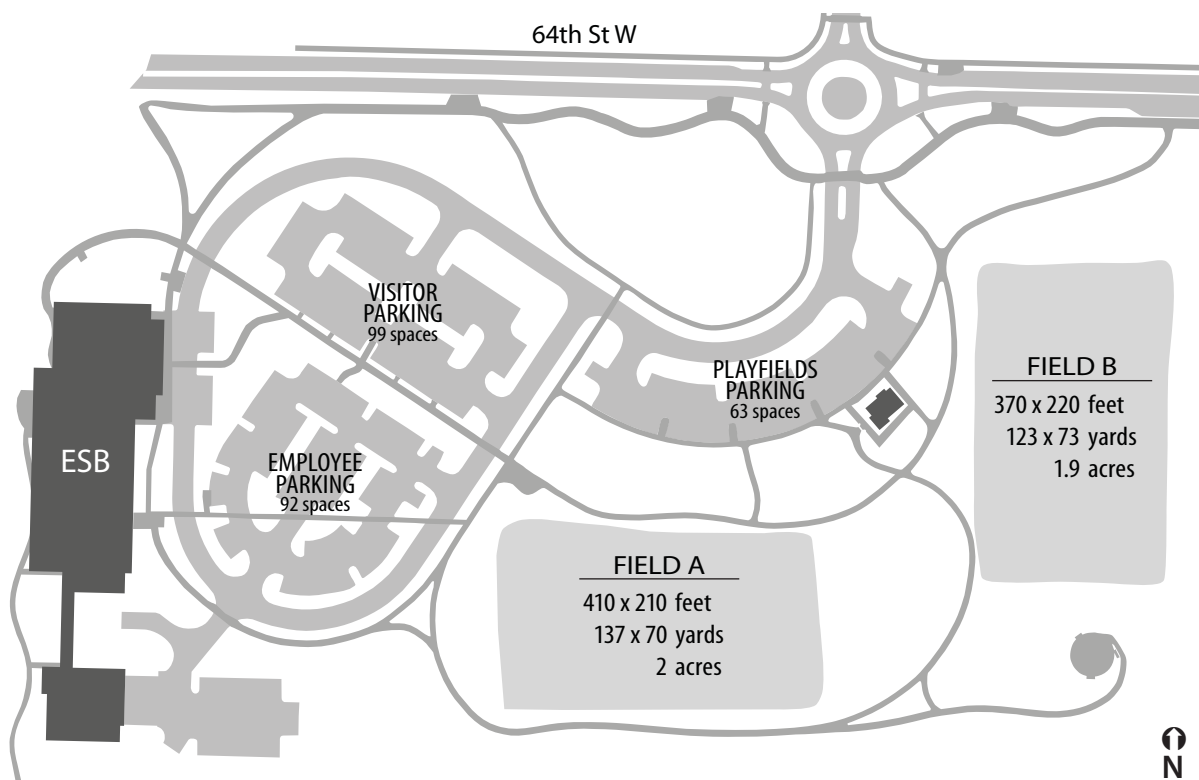 64th St W
VISITOR
PARKING
99 spaces
PLAYFIELDS
PARKING
63 spaces
FIELD B
370 x 220 feet
123 x 73 yards
1.9 acres
ESB
EMPLOYEE
PARKING
92 spaces
FIELD A
410 x 210 feet
137 x 70 yards
2 acres
N